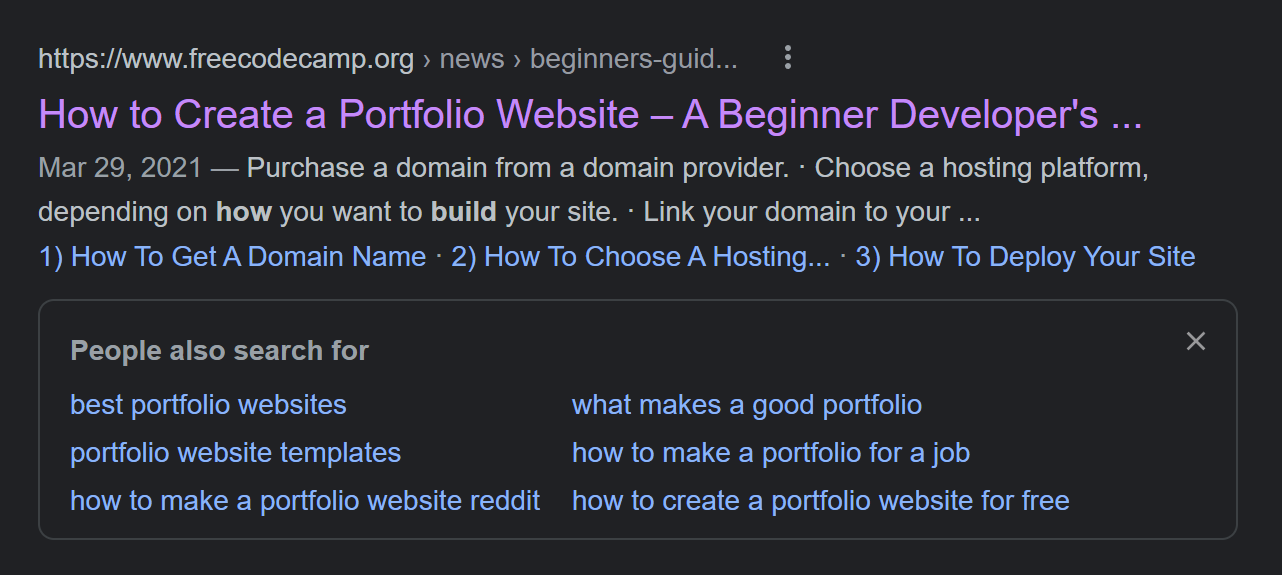 https://www.freecodecamp.org › news › beginners-guid...
How to Create a Portfolio Website – A Beginner Developer's ...
Mar 29, 2021 — Purchase a domain from a domain provider. · Choose a hosting platform,
depending on how you want to build your site. · Link your domain to your ...
1) How To Get A Domain Name · 2) How To Choose A Hosting... · 3) How To Deploy Your Site
People also search for
best portfolio websites
what makes a good portfolio
portfolio website templates
how to make a portfolio for a job
how to make a portfolio website reddit
how to create a portfolio website for free